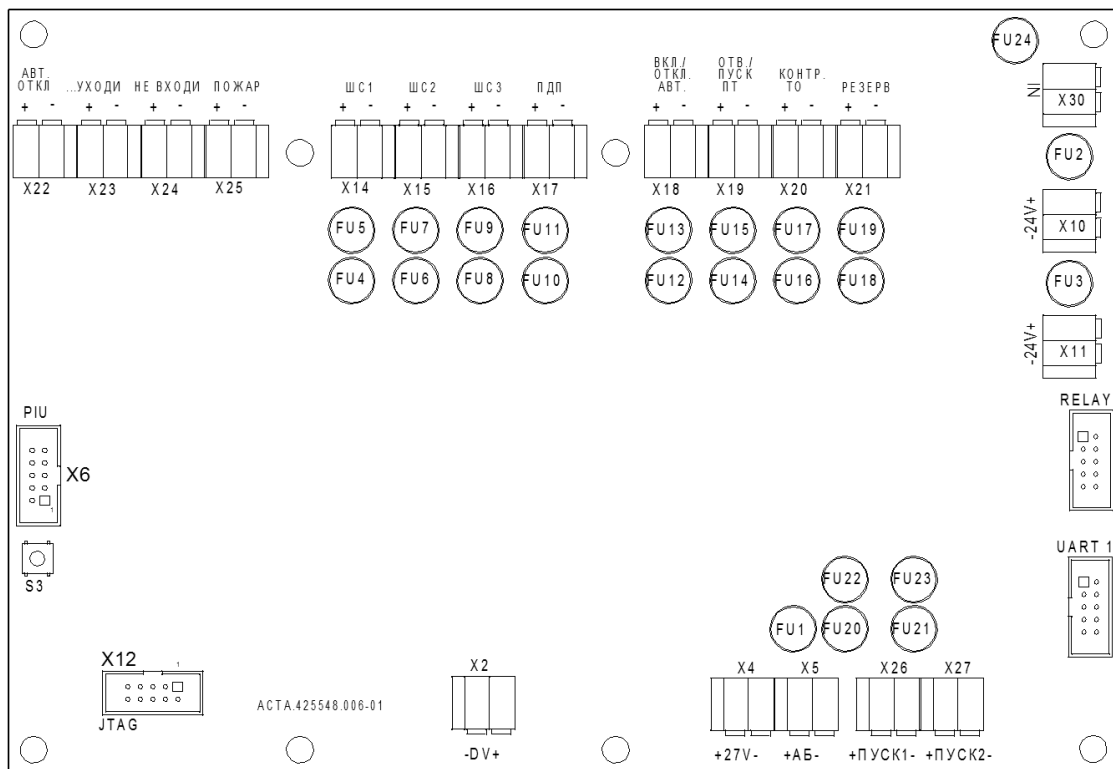 FU24
АВТ.
ОТКЛ
...УХОДИ
НЕ ВХОДИ
ПОЖАР
ШС1
ШС2
ШС3
ПДП
ВКЛ./
ОТКЛ.
АВТ.
ОТВ./
ПУСК
ПТ
КОНТР.
ТО
РЕЗЕРВ
+ - + - + - + - + - + - + - + - + - + - + - + -
IN
X30
X22 X23 X24 X25 X14 X15 X16 X17 X18 X19 X20 X21
FU2
FU5 FU7 FU9 FU11 FU13 FU15 FU17 FU19
-24V+
X10
FU4 FU6 FU8 FU10 FU12 FU14 FU16 FU18
FU3
-24V+
X11
PIU
X6
1
S3
RELAY
UART 1
FU22 FU23
FU1 FU20 FU21
X12
1
JTAG
АСТА.425548.006-01
X2
-DV+
X4 X5 X26 X27
+27V- +АБ- +ПУСК1- +ПУСК2-